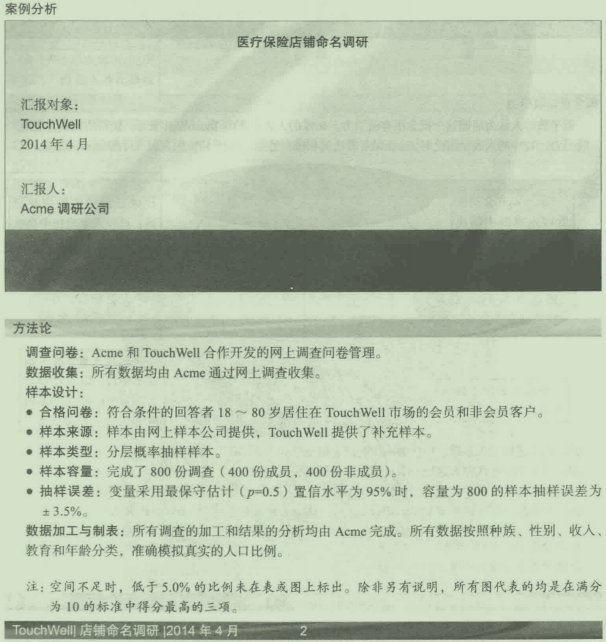 案例分析
医疗保险店铺命名调研
汇报对象：
TouchWell
2014 年 4 月
汇报人：
Acme 调研公司
方法论
调查问卷：Acme 和 TouchWell 合作开发的网上调查问卷管理。
数据收集：所有数据均由 Acme 通过网上调查收集。
样本设计：
● 合格问卷：符合条件的回答者 18 ～ 80 岁居住在 TouchWell 市场的会员和非会员客户。
● 样本来源：样本由网上样本公司提供，TouchWell 提供了补充样本。
● 样本类型：分层概率抽样样本。
● 样本容量：完成了 800 份调查（400 份成员，400 份非成员）。
● 抽样误差：变量采用最保守估计（p=0.5）置信水平为 95% 时，容量为 800 的样本抽样误差为
± 3.5%。
数据加工与制表：所有调查的加工和结果的分析均由 Acme 完成。所有数据按照种族、性别、收入、
教育和年龄分类，准确模拟真实的人口比例。
注：空间不足时，低于 5.0% 的比例未在表或图上标出。除非另有说明，所有图代表的均是在满分
为 10 的标准中得分最高的三项。
TouchWell| 店铺命名调研 |2014 年 4 月 2